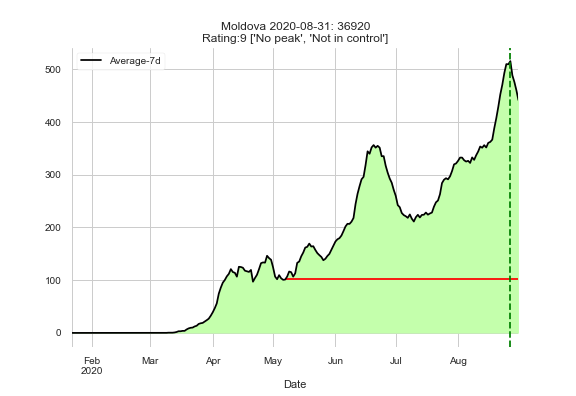 Moldova 2020-08-31: 36920
Rating:9 ['No peak', 'Not in control']
Average-7d
500
400
300
200
100
0
Feb Mar Apr May Jun Jul Aug
2020
Date